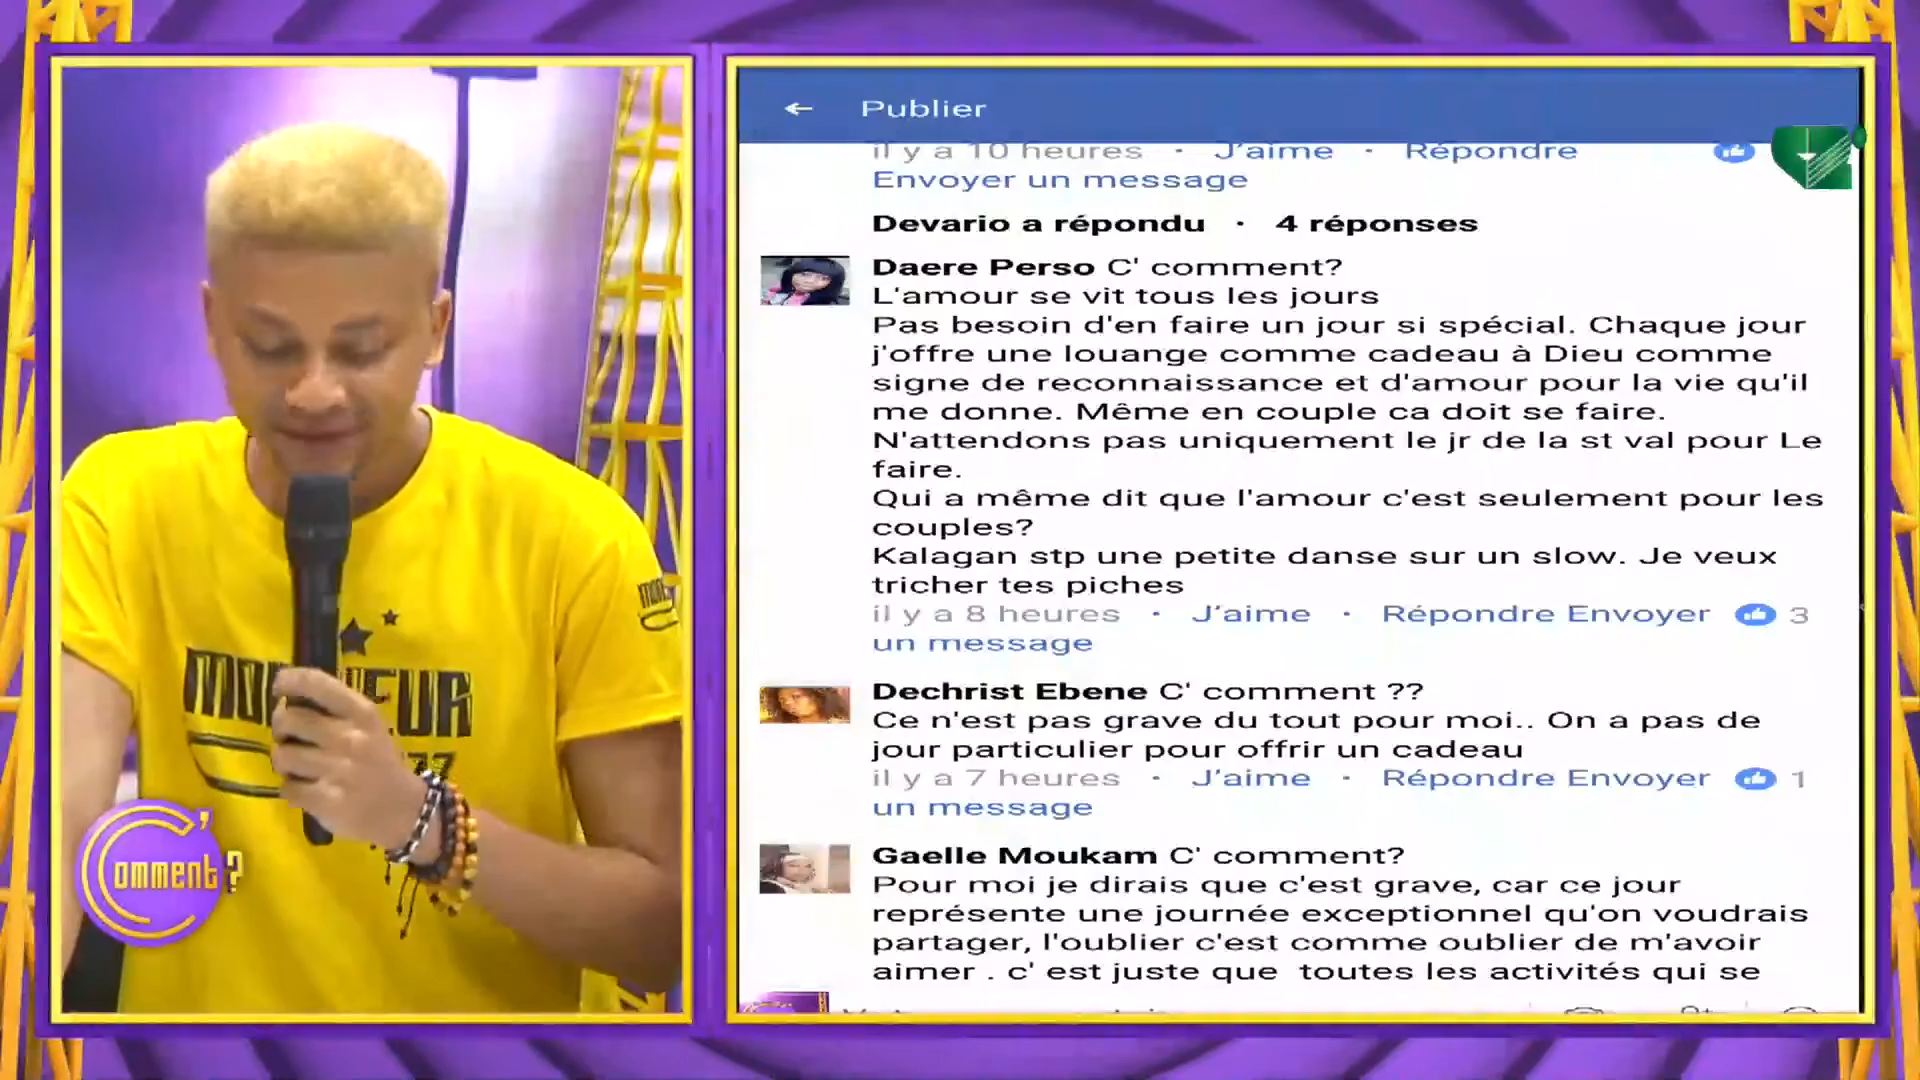 Publier
il y a 10 heures · J'aime · Répondre
Envoyer un message
Devario a répondu · 4 réponses
Daere Perso C' comment?
L'amour se vit tous les jours
Pas besoin d'en faire un jour si spécial. Chaque jour
j'offre une louange comme cadeau à Dieu comme
signe de reconnaissance et d'amour pour la vie qu'il
me donne. Même en couple ca doit se faire.
N'attendons pas uniquement le jr de la st val pour Le
faire.
Qui a même dit que l'amour c'est seulement pour les
couples?
Kalagan stp une petite danse sur un slow. Je veux
tricher tes piches
il y a 8 heures · J'aime · Répondre Envoyer 3
un message
Dechrist Ebene C' comment ??
Ce n'est pas grave du tout pour moi.. On a pas de
jour particulier pour offrir un cadeau
il y a 7 heures · J'aime · Répondre Envoyer 1
un message
Gaelle Moukam C' comment?
Pour moi je dirais que c'est grave, car ce jour
représente une journée exceptionnel qu'on voudrais
partager, l'oublier c'est comme oublier de m'avoir
aimer . c' est juste que toutes les activités qui se
C'omment ?